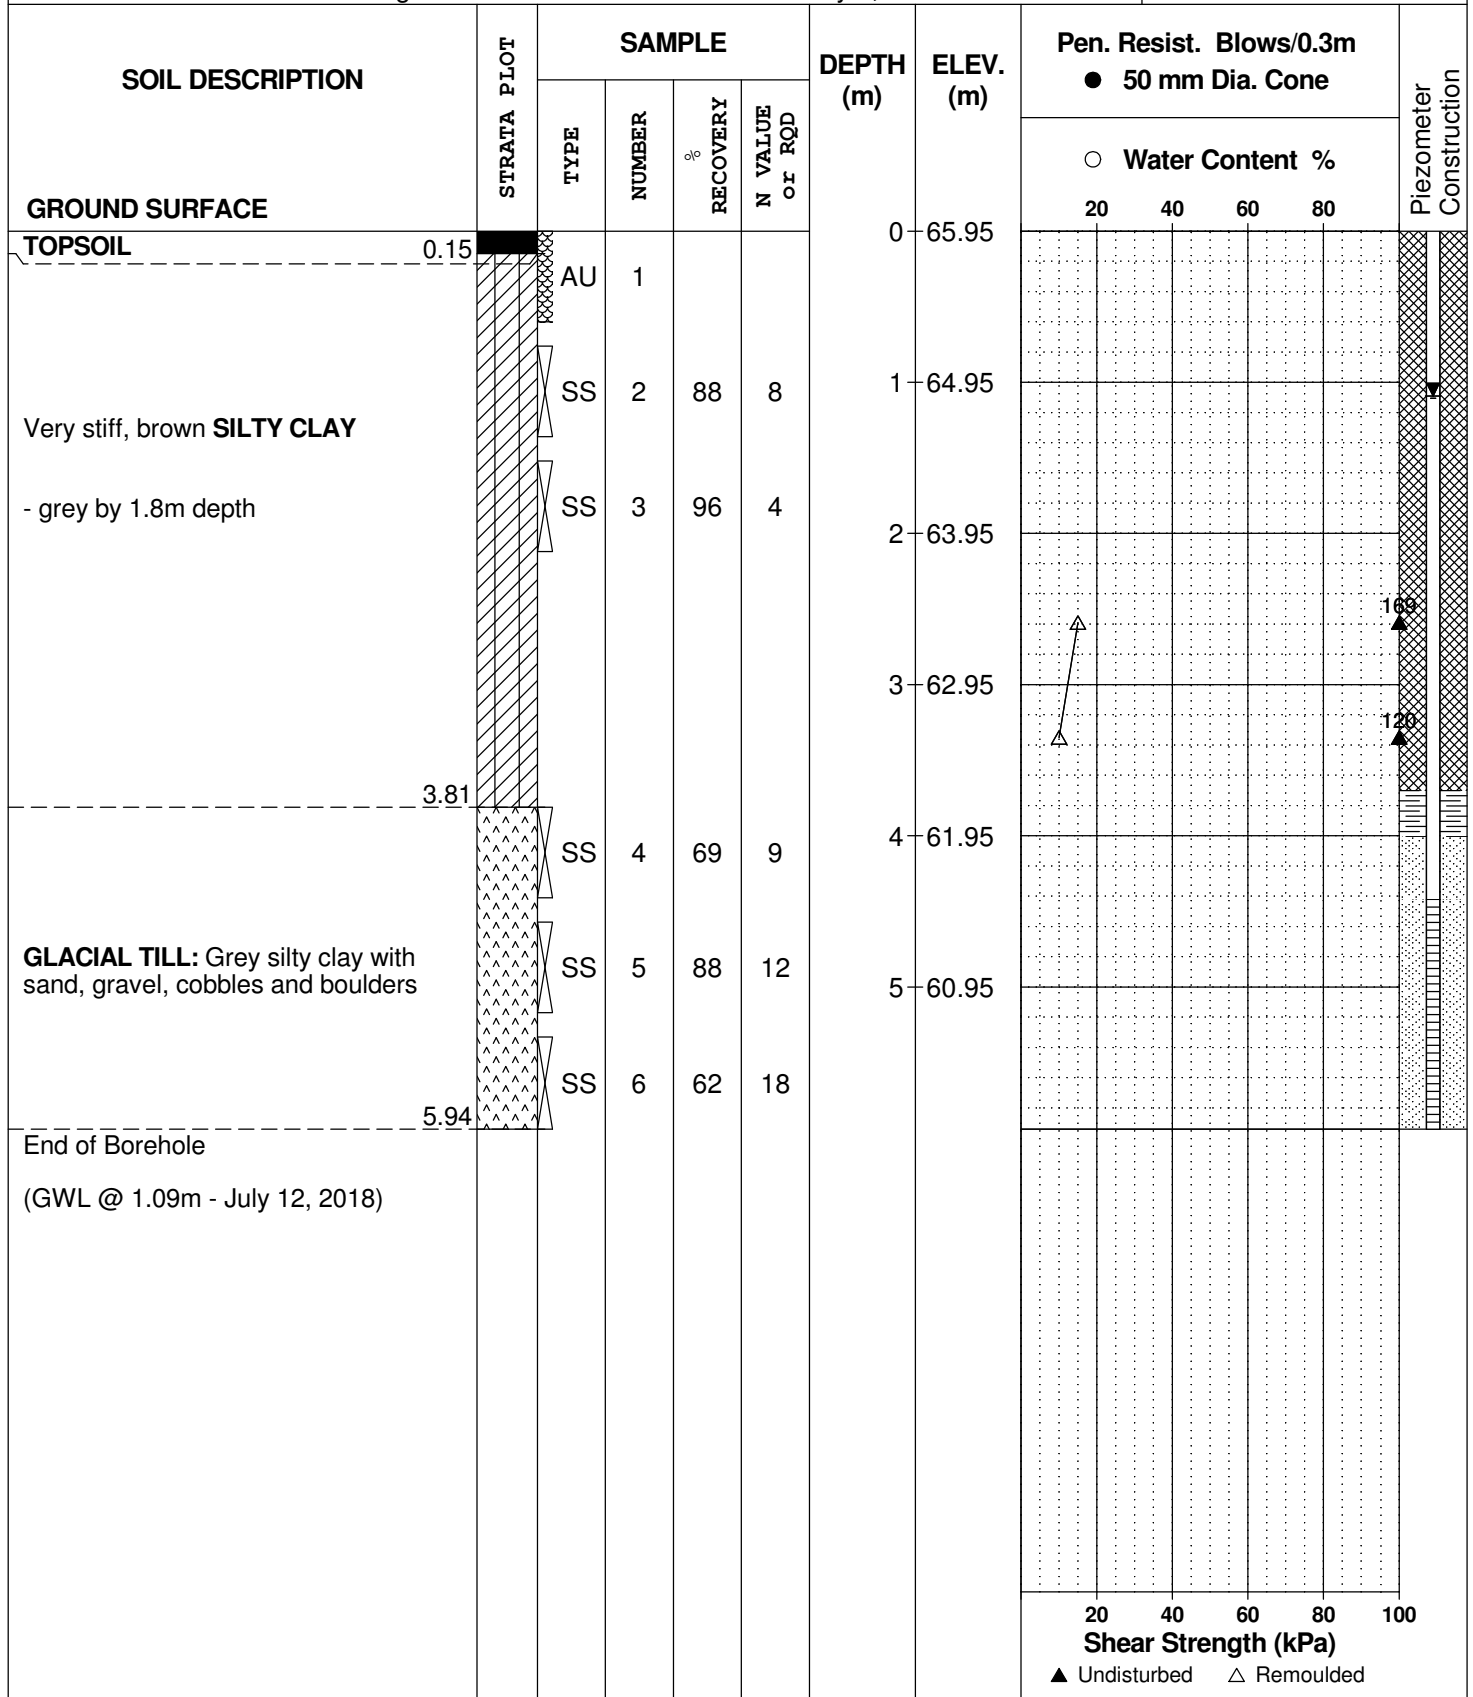 SOIL DESCRIPTION
GROUND SURFACE
STRATA PLOT
SAMPLE
TYPE
NUMBER
% RECOVERY
N VALUE or RQD
DEPTH (m)
ELEV. (m)
Pen. Resist. Blows/0.3m
● 50 mm Dia. Cone
○ Water Content %
20 40 60 80
Piezometer Construction
TOPSOIL 0.15
0 65.95
AU 1
SS 2 88 8
1 64.95
Very stiff, brown SILTY CLAY
- grey by 1.8m depth
SS 3 96 4
2 63.95
169
3 62.95
120
3.81
4 61.95
SS 4 69 9
GLACIAL TILL: Grey silty clay with
sand, gravel, cobbles and boulders
SS 5 88 12
5 60.95
SS 6 62 18
5.94
End of Borehole
(GWL @ 1.09m - July 12, 2018)
20 40 60 80 100
Shear Strength (kPa)
▲ Undisturbed △ Remoulded